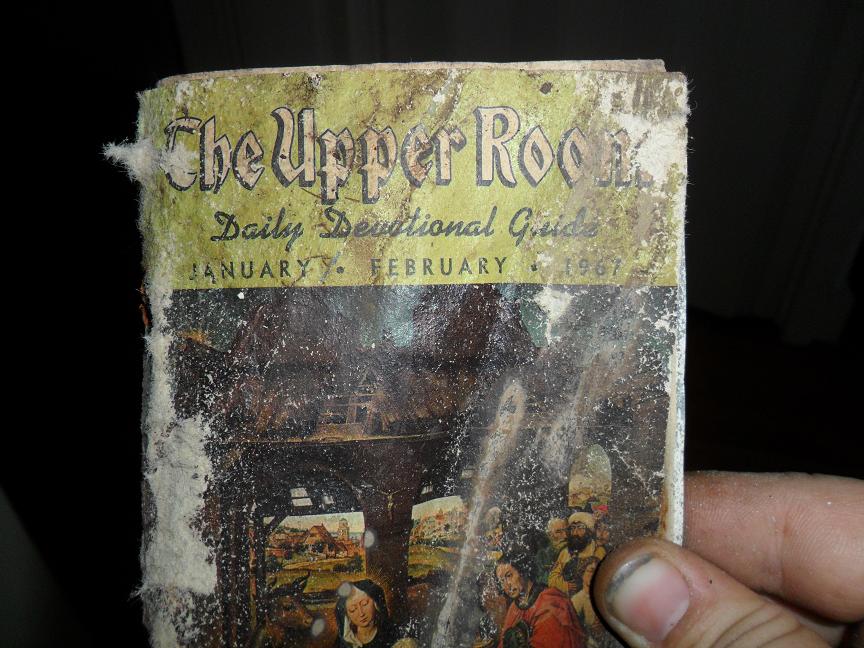 The Upper Room
Daily Devotional Guide
JANUARY • FEBRUARY • 1967